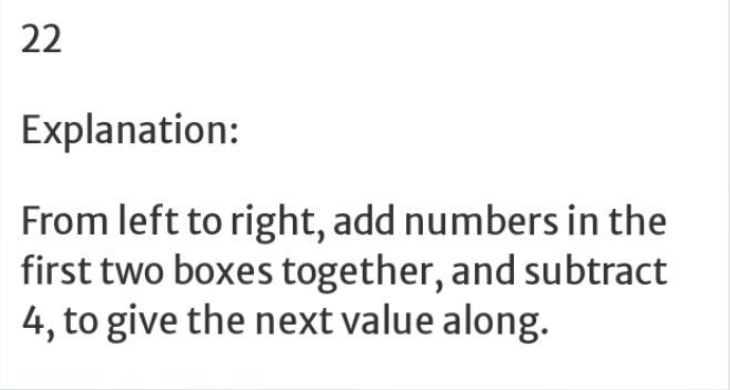 22
Explanation:
From left to right, add numbers in the
first two boxes together, and subtract
4, to give the next value along.